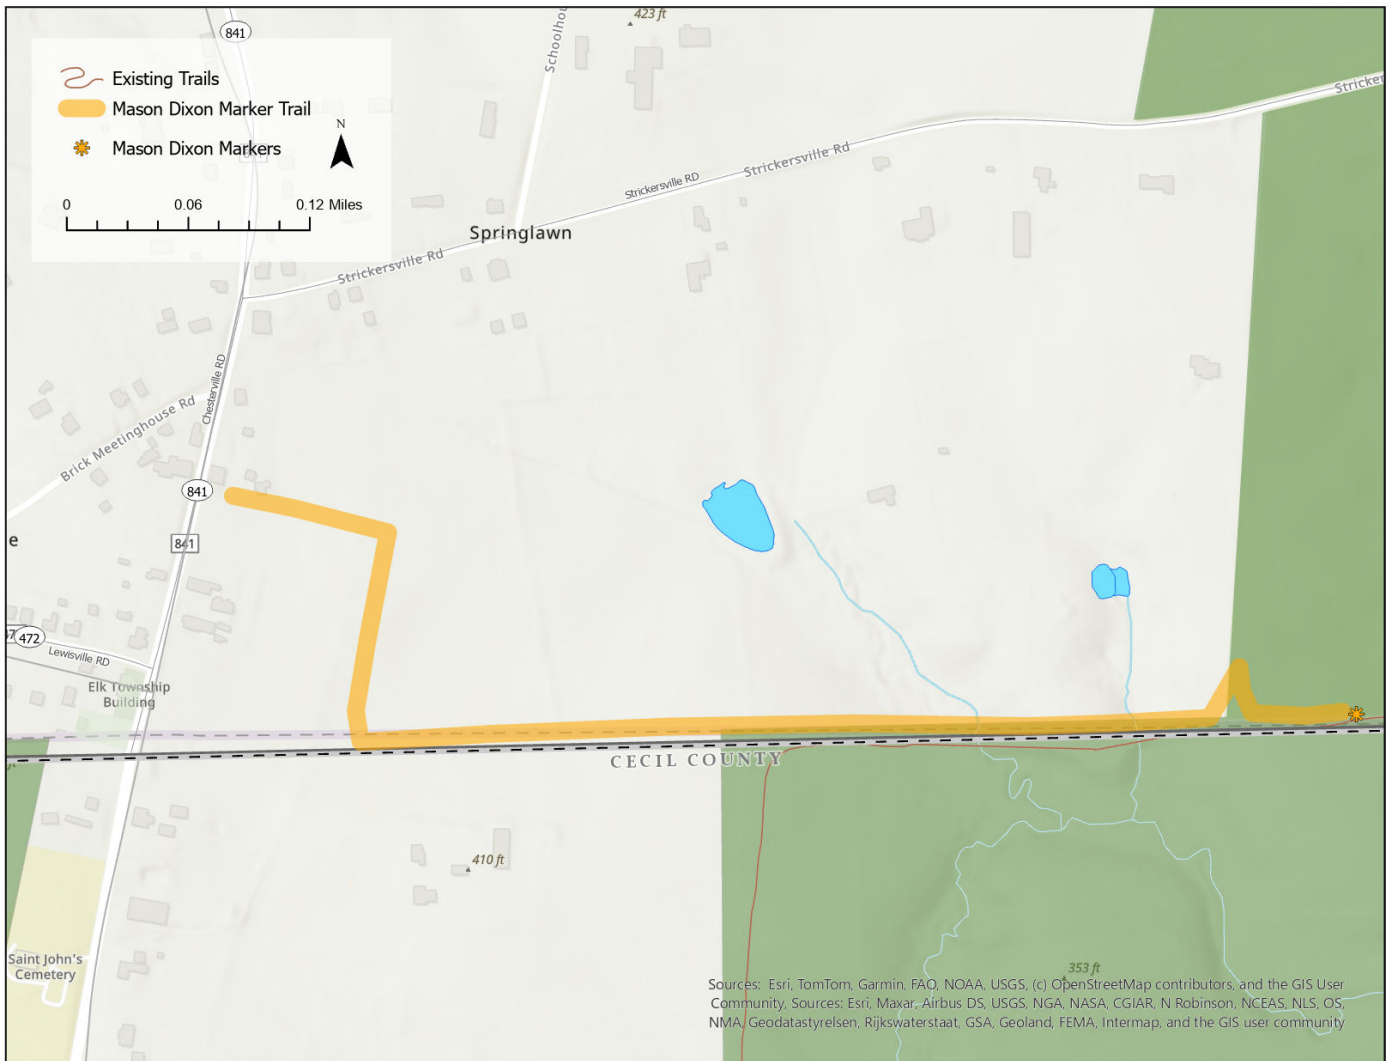 423 ft
841
Schoolhou
Existing Trails
Mason Dixon Marker Trail
Mason Dixon Markers
N
0 0.06 0.12 Miles
Stricker
Strickersville Rd
Strickersville RD
Springlawn
Strickersville Rd
Chesterville RD
Brick Meetinghouse Rd
841
841
e
472
Lewisville RD
Elk Township
Building
CECIL COUNTY
410 ft
Saint John's
Cemetery
353 ft
Sources: Esri, TomTom, Garmin, FAO, NOAA, USGS, (c) OpenStreetMap contributors, and the GIS User
Community, Sources: Esri, Maxar, Airbus DS, USGS, NGA, NASA, CGIAR, N Robinson, NCEAS, NLS, OS,
NMA, Geodatastyrelsen, Rijkswaterstaat, GSA, Geoland, FEMA, Intermap, and the GIS user community